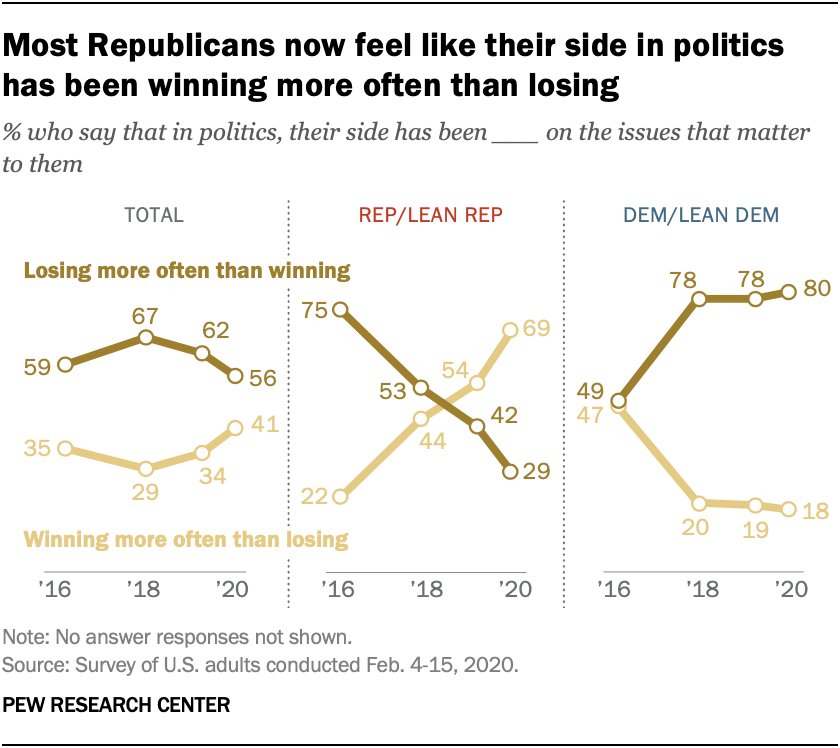 Most Republicans now feel like their side in politics
has been winning more often than losing
% who say that in politics, their side has been ___ on the issues that matter
to them
TOTAL
REP/LEAN REP
DEM/LEAN DEM
Losing more often than winning
59
67
62
56
35
29
34
41
75
53
42
29
22
44
54
69
49
78
78
80
47
20
19
18
Winning more often than losing
’16 ’18 ’20
’16 ’18 ’20
’16 ’18 ’20
Note: No answer responses not shown.
Source: Survey of U.S. adults conducted Feb. 4-15, 2020.
PEW RESEARCH CENTER